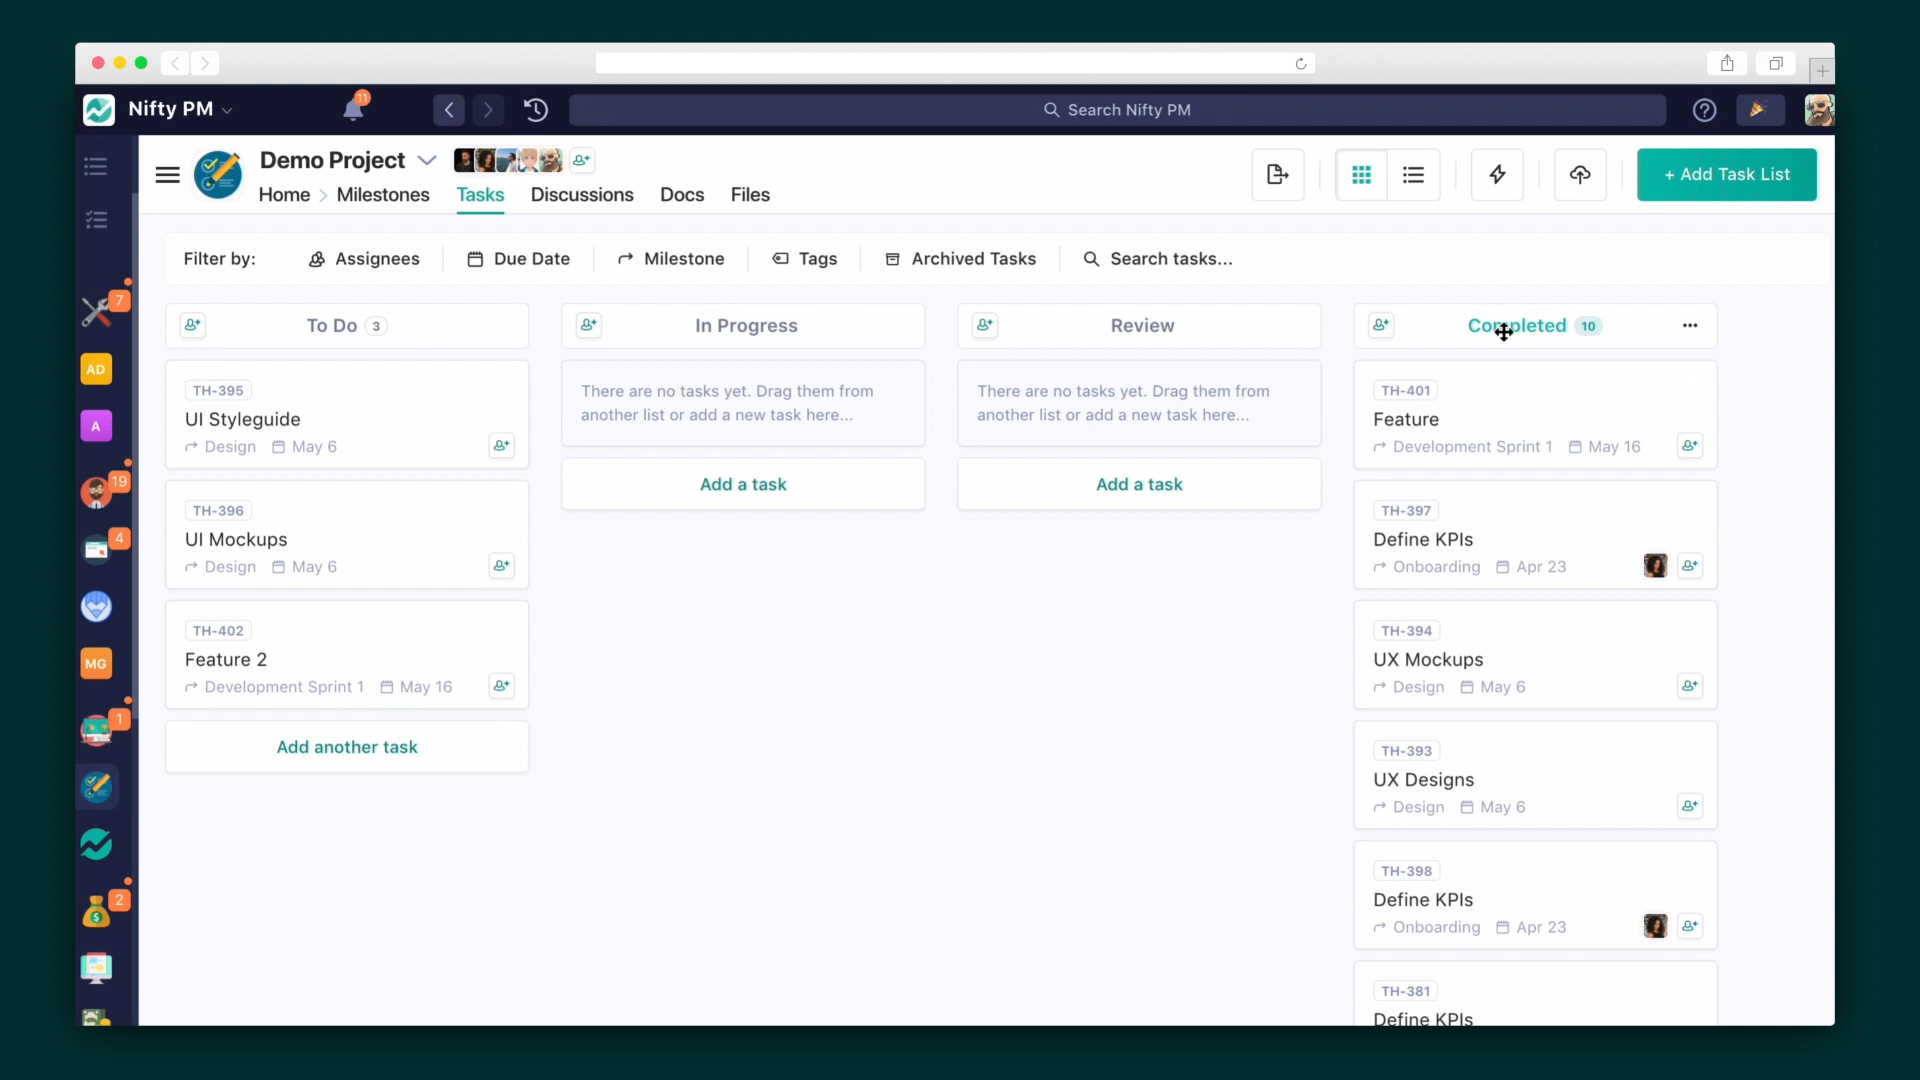 Nifty PM
11
Search Nifty PM
Demo Project
Home
Milestones
Tasks
Discussions
Docs
Files
+ Add Task List
7
AD
A
19
4
MG
1
2
Filter by:
Assignees
Due Date
Milestone
Tags
Archived Tasks
Search tasks...
To Do 3
TH-395
UI Styleguide
Design May 6
TH-396
UI Mockups
Design May 6
TH-402
Feature 2
Development Sprint 1 May 16
Add another task
In Progress
There are no tasks yet. Drag them from
another list or add a new task here...
Add a task
Review
There are no tasks yet. Drag them from
another list or add a new task here...
Add a task
Completed 10
TH-401
Feature
Development Sprint 1 May 16
TH-397
Define KPIs
Onboarding Apr 23
TH-394
UX Mockups
Design May 6
TH-393
UX Designs
Design May 6
TH-398
Define KPIs
Onboarding Apr 23
TH-381
Define KPIs